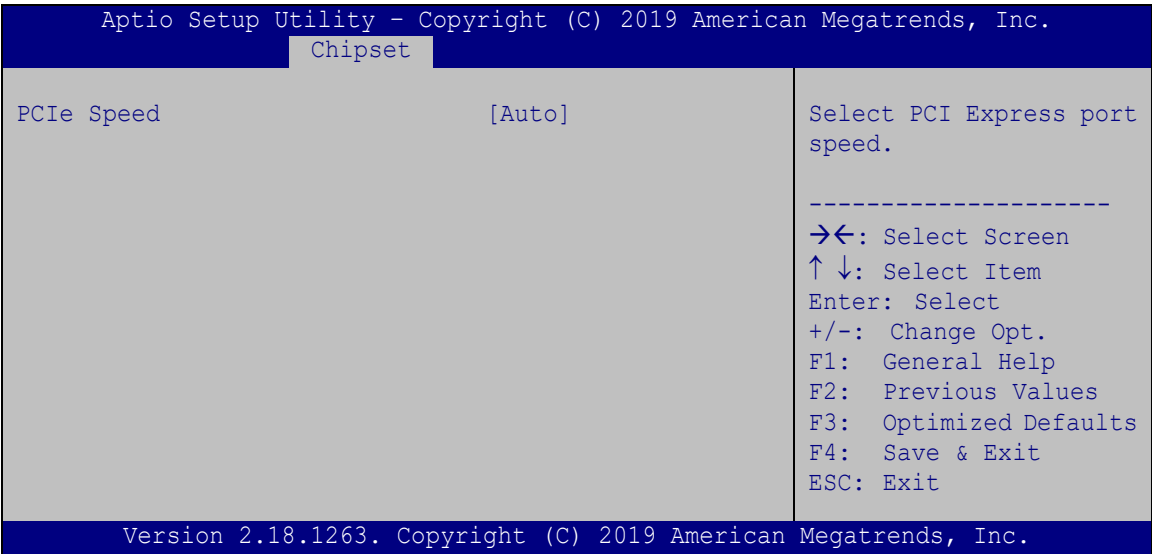 Aptio Setup Utility – Copyright (C) 2019 American Megatrends, Inc.
Chipset
PCIe Speed [Auto]
Select PCI Express port
speed.
---------------------
→←: Select Screen
↑ ↓: Select Item
Enter: Select
+/-: Change Opt.
F1: General Help
F2: Previous Values
F3: Optimized Defaults
F4: Save & Exit
ESC: Exit
Version 2.18.1263. Copyright (C) 2019 American Megatrends, Inc.